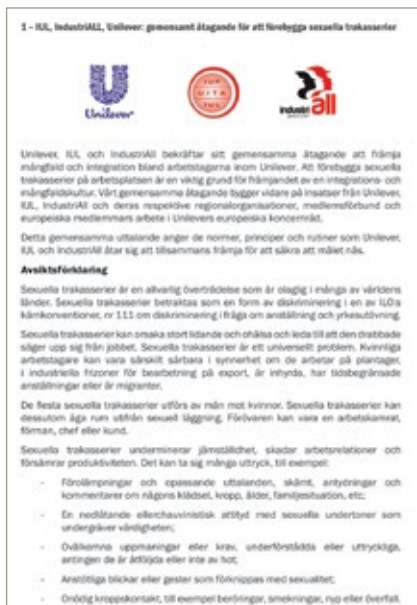 1 – IUL, IndustriALL, Unilever: gemensamt åtagande för att förebygga sexuella trakasserier
Unilever
IUF
UITA
IUL
industriall
Unilever, IUL och IndustriAll bekräftar sitt gemensamma åtagande att främja
mångfald och integration bland arbetstagarna inom Unilever. Att förebygga sexuella
trakasserier på arbetsplatsen är en viktig grund för främjandet av en integrations- och
mångfaldskultur. Vårt gemensamma åtagande bygger vidare på insatser från Unilever,
IUL, IndustriAll och deras respektive regionalorganisationer, medlemsförbund och
europeiska medlemmars arbete i Unilevers europeiska koncernråd.
Detta gemensamma uttalande anger de normer, principer och rutiner som Unilever,
IUL och IndustriAll åtar sig att tillsammans främja för att säkra att målet nås.
Avsiktsförklaring
Sexuella trakasserier är en allvarlig överträdelse som är olaglig i många av världens
länder. Sexuella trakasserier betraktas som en form av diskriminering i en av ILO:s
kärnkonventioner, nr 111 om diskriminering i fråga om anställning och yrkesutövning.
Sexuella trakasserier kan orsaka stort lidande och ohälsa och leda till att den drabbade
säger upp sig från jobbet. Sexuella trakasserier är ett universellt problem. Kvinnliga
arbetstagare kan vara särskilt sårbara i synnerhet om de arbetar på plantager,
i industriella frizoner för bearbetning på export, är inhyrda, har tidsbegränsade
anställningar eller är migranter.
De flesta sexuella trakasserier utförs av män mot kvinnor. Sexuella trakasserier kan
dessutom äga rum utifrån sexuell läggning. Förövaren kan vara en arbetskamrat,
förman, chef eller kund.
Sexuella trakasserier underminerar jämställdhet, skadar arbetsrelationer och
försämrar produktiviteten. Det kan ta sig många uttryck, till exempel:
- Förolämpningar och opassande uttalanden, skämt, antydningar och
kommentarer om någons klädsel, kropp, ålder, familjesituation, etc;
- En nedlåtande ellerchauvinistisk attityd med sexuella undertoner som
undergräver värdigheten;
- Ovälkomna uppmaningar eller krav, underförstådda eller uttryckliga,
antingen de är åtföljda eller inte av hot;
- Anstötliga blickar eller gester som förknippas med sexualitet;
- Onödig kroppskontakt, till exempel beröringar, smekningar, nyp eller överfall.